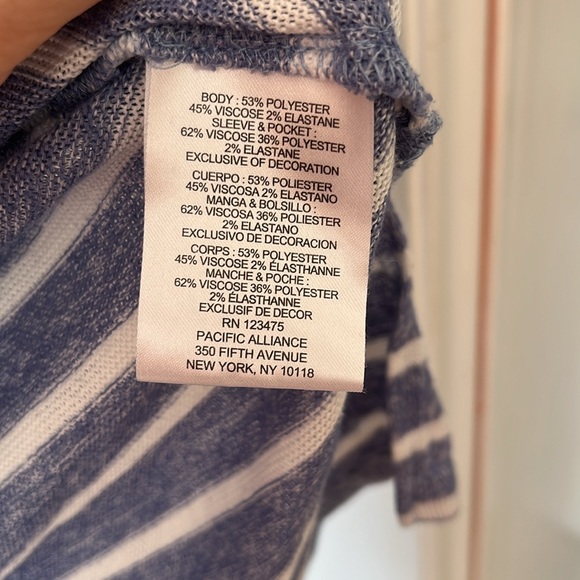 BODY : 53% POLYESTER
45% VISCOSE 2% ELASTANE
SLEEVE & POCKET :
62% VISCOSE 36% POLYESTER
2% ELASTANE
EXCLUSIVE OF DECORATION
CUERPO : 53% POLIESTER
45% VISCOSA 2% ELASTANO
MANGA & BOLSILLO :
62% VISCOSA 36% POLIESTER
2% ELASTANO
EXCLUSIVO DE DECORACION
CORPS : 53% POLYESTER
45% VISCOSE 2% ÉLASTHANNE
MANCHE & POCHE :
62% VISCOSE 36% POLYESTER
2% ÉLASTHANNE
EXCLUSIF DE DECOR
RN 123475
PACIFIC ALLIANCE
350 FIFTH AVENUE
NEW YORK, NY 10118